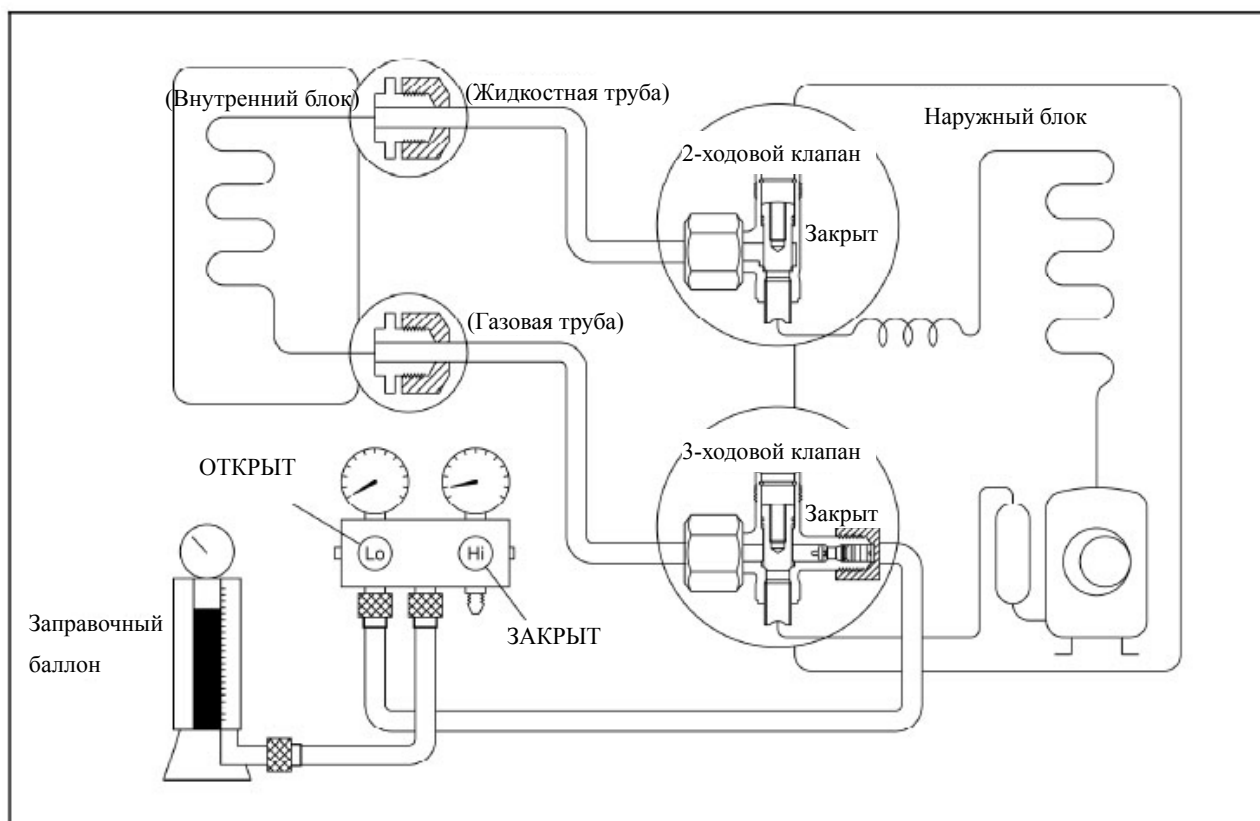 (Внутренний блок)
(Жидкостная труба)
Наружный блок
2-ходовой клапан
Закрыт
(Газовая труба)
3-ходовой клапан
ОТКРЫТ
Закрыт
Lo
Hi
Заправочный
баллон
ЗАКРЫТ